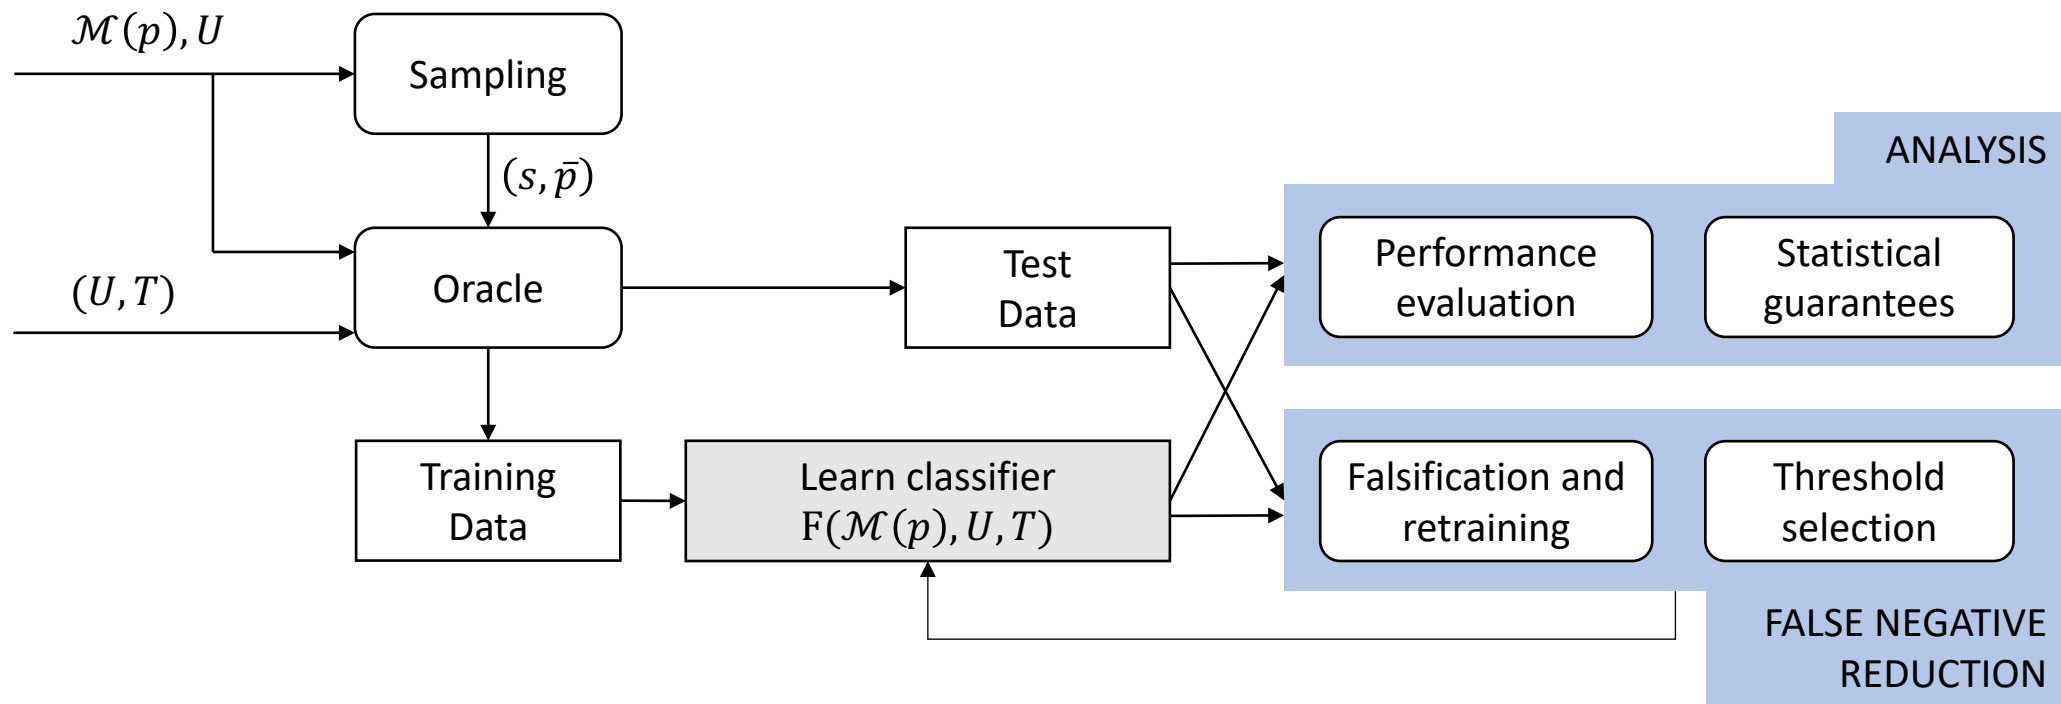 ℳ(p), U
Sampling
(s, p̄)
ANALYSIS
Performance
evaluation
Statistical
guarantees
Test
Data
Oracle
(U, T)
Training
Data
Learn classifier
F(ℳ(p), U, T)
Falsification and
retraining
Threshold
selection
FALSE NEGATIVE
REDUCTION